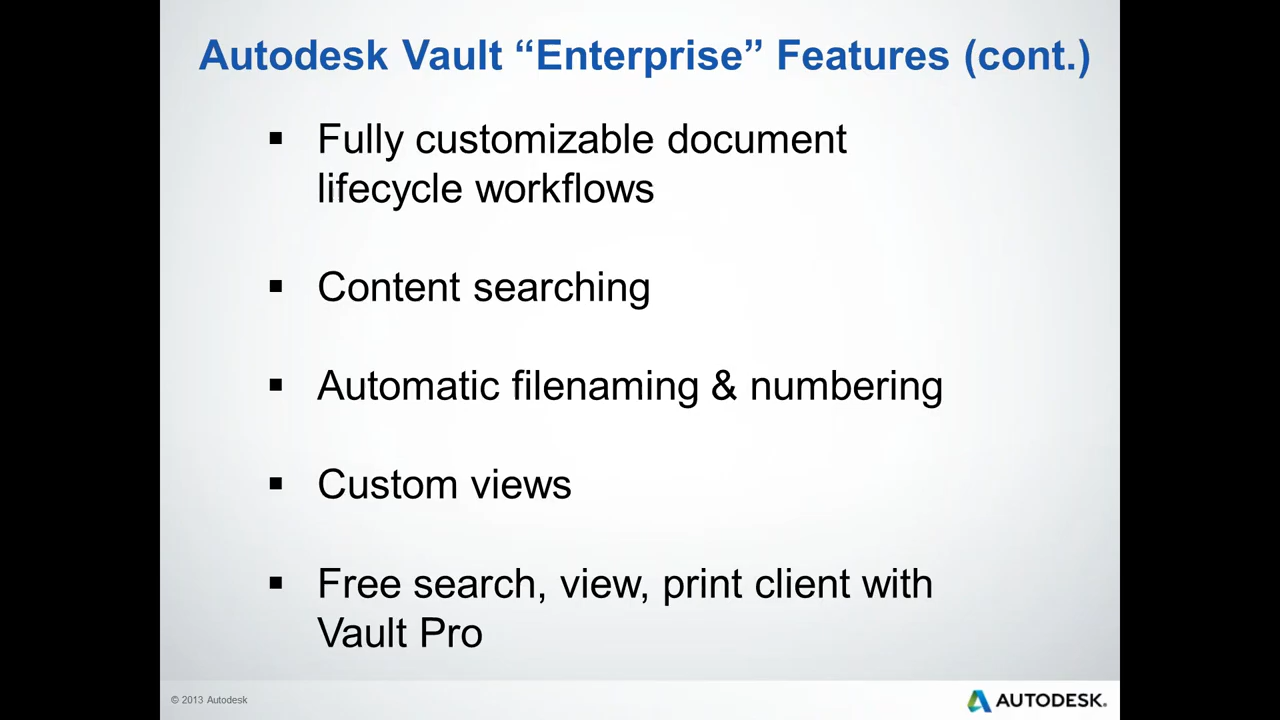 Autodesk Vault “Enterprise” Features (cont.)
▪ Fully customizable document
lifecycle workflows
▪ Content searching
▪ Automatic filenaming & numbering
▪ Custom views
▪ Free search, view, print client with
Vault Pro
© 2013 Autodesk
AUTODESK.